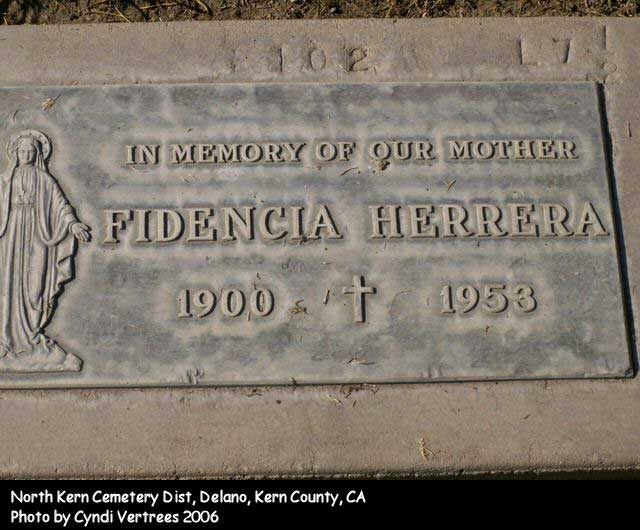 102 L 7
IN MEMORY OF OUR MOTHER
FIDENCIA HERRERA
1900 1953
North Kern Cemetery Dist, Delano, Kern County, CA
Photo by Cyndi Vertrees 2006